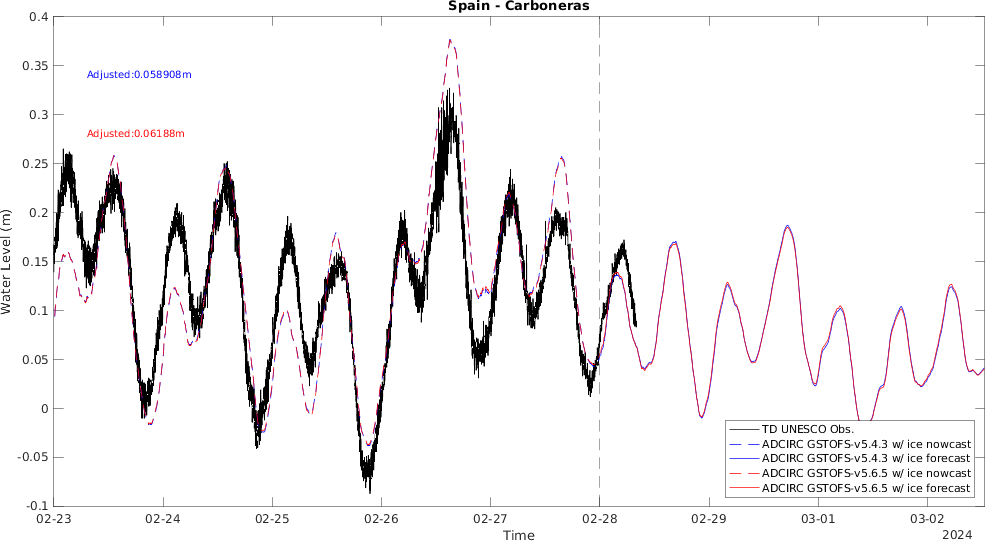 Spain - Carboneras
0.4
0.35
0.3
0.25
0.2
0.15
0.1
0.05
0
-0.05
-0.1
Water Level (m)
Adjusted:0.058908m
Adjusted:0.06188m
TD UNESCO Obs.
ADCIRC GSTOFS-v5.4.3 w/ ice nowcast
ADCIRC GSTOFS-v5.4.3 w/ ice forecast
ADCIRC GSTOFS-v5.6.5 w/ ice nowcast
ADCIRC GSTOFS-v5.6.5 w/ ice forecast
02-23 02-24 02-25 02-26 02-27 02-28 02-29 03-01 03-02
Time
2024